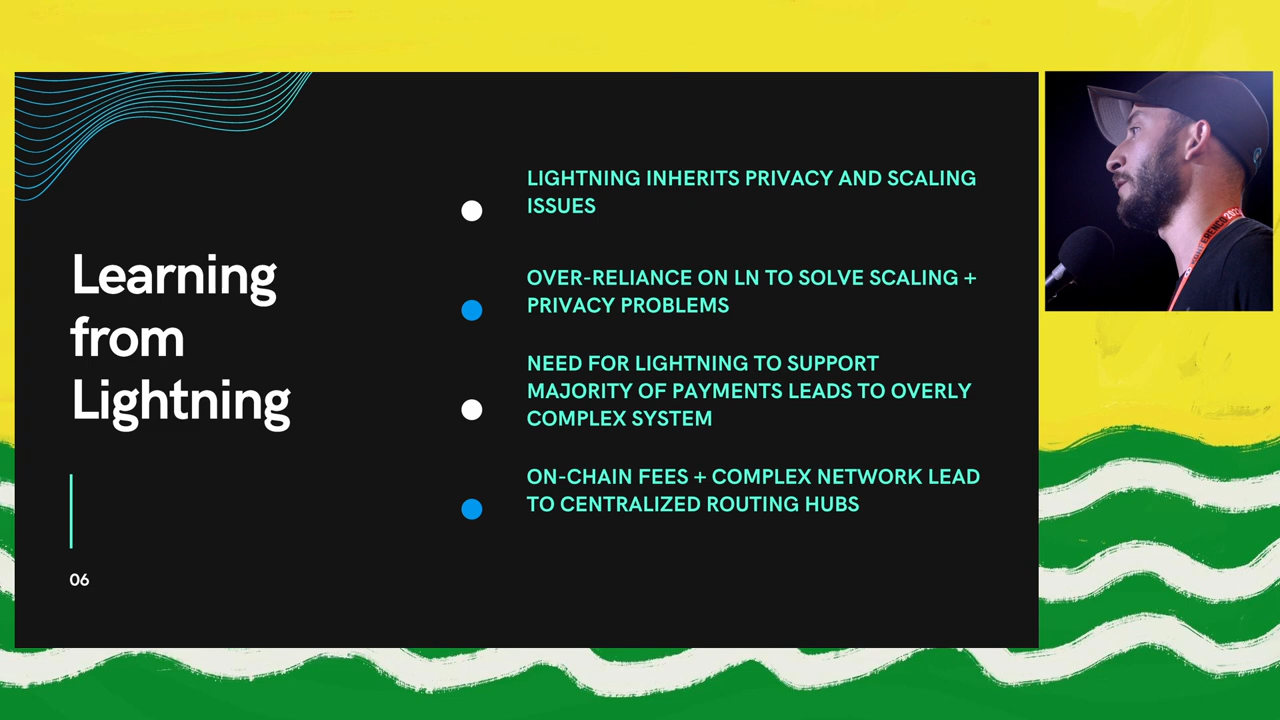 Learning
from
Lightning
06
LIGHTNING INHERITS PRIVACY AND SCALING
ISSUES
OVER-RELIANCE ON LN TO SOLVE SCALING +
PRIVACY PROBLEMS
NEED FOR LIGHTNING TO SUPPORT
MAJORITY OF PAYMENTS LEADS TO OVERLY
COMPLEX SYSTEM
ON-CHAIN FEES + COMPLEX NETWORK LEAD
TO CENTRALIZED ROUTING HUBS